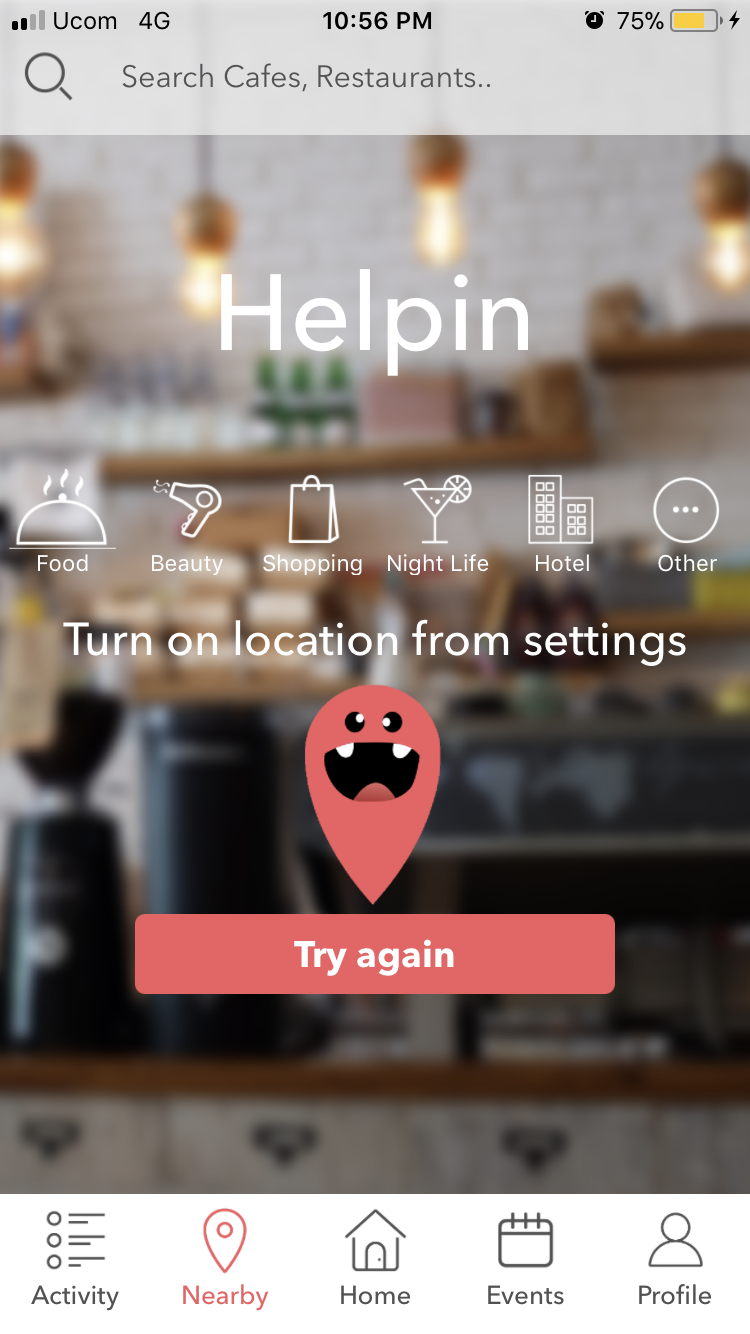 Ucom 4G 10:56 PM 75%
Search Cafes, Restaurants..
Helpin
Food Beauty Shopping Night Life Hotel Other
Turn on location from settings
Try again
Activity Nearby Home Events Profile